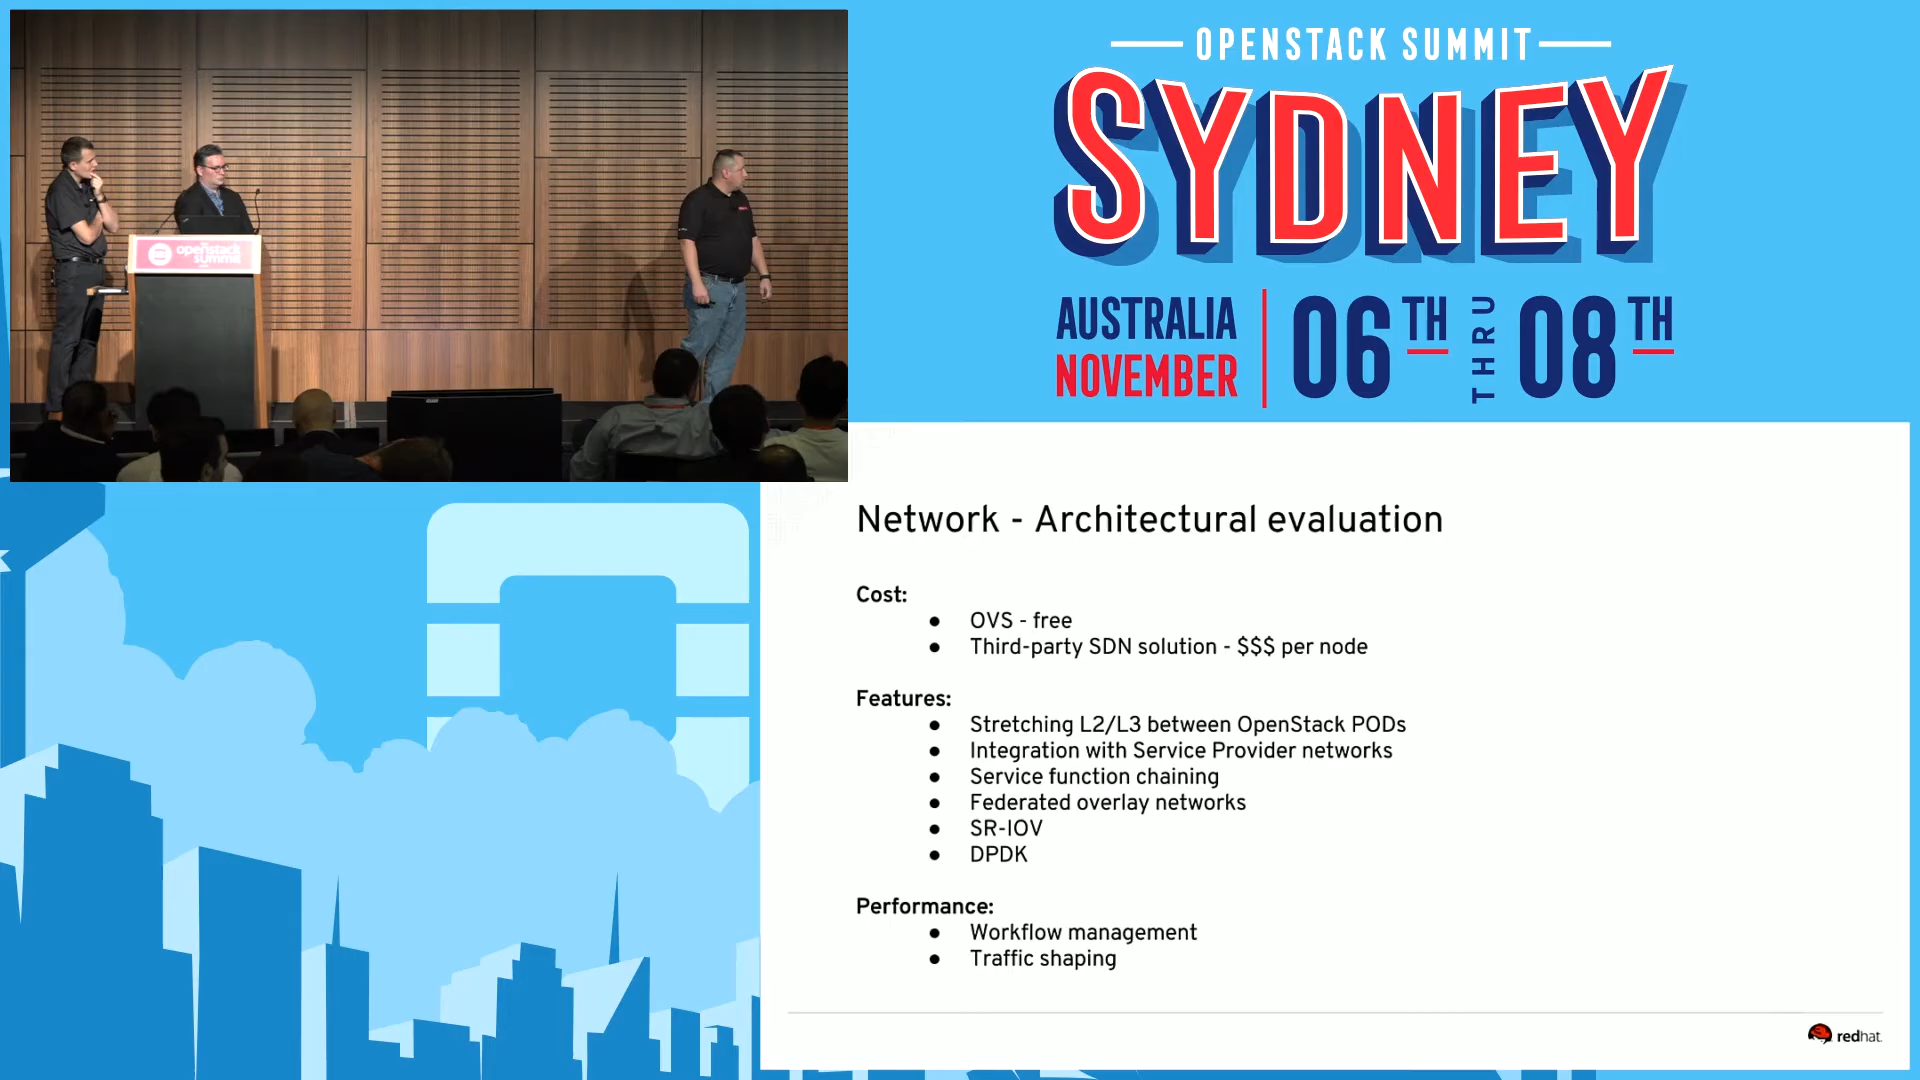 OPENSTACK SUMMIT
SYDNEY
AUSTRALIA
NOVEMBER
06TH THRU 08TH
openstack
summit
Network - Architectural evaluation
Cost:
● OVS - free
● Third-party SDN solution - $$$ per node
Features:
● Stretching L2/L3 between OpenStack PODs
● Integration with Service Provider networks
● Service function chaining
● Federated overlay networks
● SR-IOV
● DPDK
Performance:
● Workflow management
● Traffic shaping
redhat.